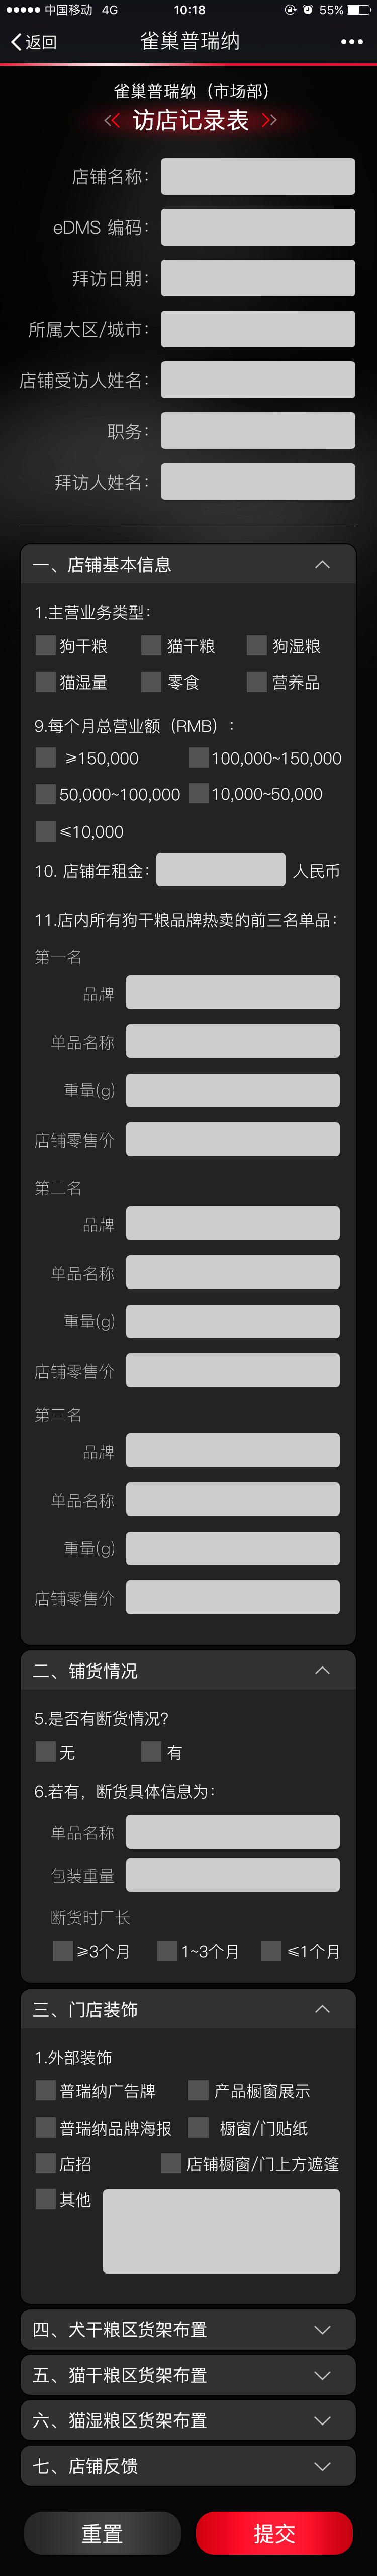 中国移动 4G 10:18 55%
返回 雀巢普瑞纳
雀巢普瑞纳（市场部）
访店记录表
店铺名称：
eDMS 编码：
拜访日期：
所属大区/城市：
店铺受访人姓名：
职务：
拜访人姓名：
一、店铺基本信息
1.主营业务类型：
狗干粮 猫干粮 狗湿粮
猫湿量 零食 营养品
9.每个月总营业额（RMB）：
≥150,000 100,000~150,000
50,000~100,000 10,000~50,000
≤10,000
10. 店铺年租金： 人民币
11.店内所有狗干粮品牌热卖的前三名单品：
第一名
品牌
单品名称
重量(g)
店铺零售价
第二名
品牌
单品名称
重量(g)
店铺零售价
第三名
品牌
单品名称
重量(g)
店铺零售价
二、铺货情况
5.是否有断货情况?
无 有
6.若有，断货具体信息为：
单品名称
包装重量
断货时厂长
≥3个月 1~3个月 ≤1个月
三、门店装饰
1.外部装饰
普瑞纳广告牌 产品橱窗展示
普瑞纳品牌海报 橱窗/门贴纸
店招 店铺橱窗/门上方遮篷
其他
四、犬干粮区货架布置
五、猫干粮区货架布置
六、猫湿粮区货架布置
七、店铺反馈
重置 提交